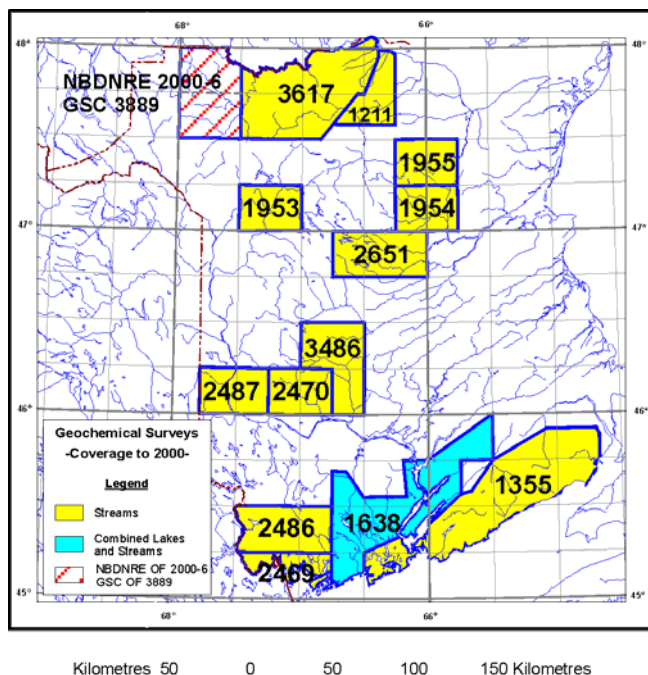 68° 66°
48° 48°
NBDNRE 2000-6
GSC 3889
3617
1211
1955
1953 1954
47° 47°
2651
3486
2487 2470
46° 46°
Geochemical Surveys
-Coverage to 2000-
Legend
Streams
Combined Lakes
and Streams
NBDNRE OF 2000-6
GSC OF 3889
1355
2486 1638
2469
45° 45°
68° 66°
Kilometres 50 0 50 100 150 Kilometres